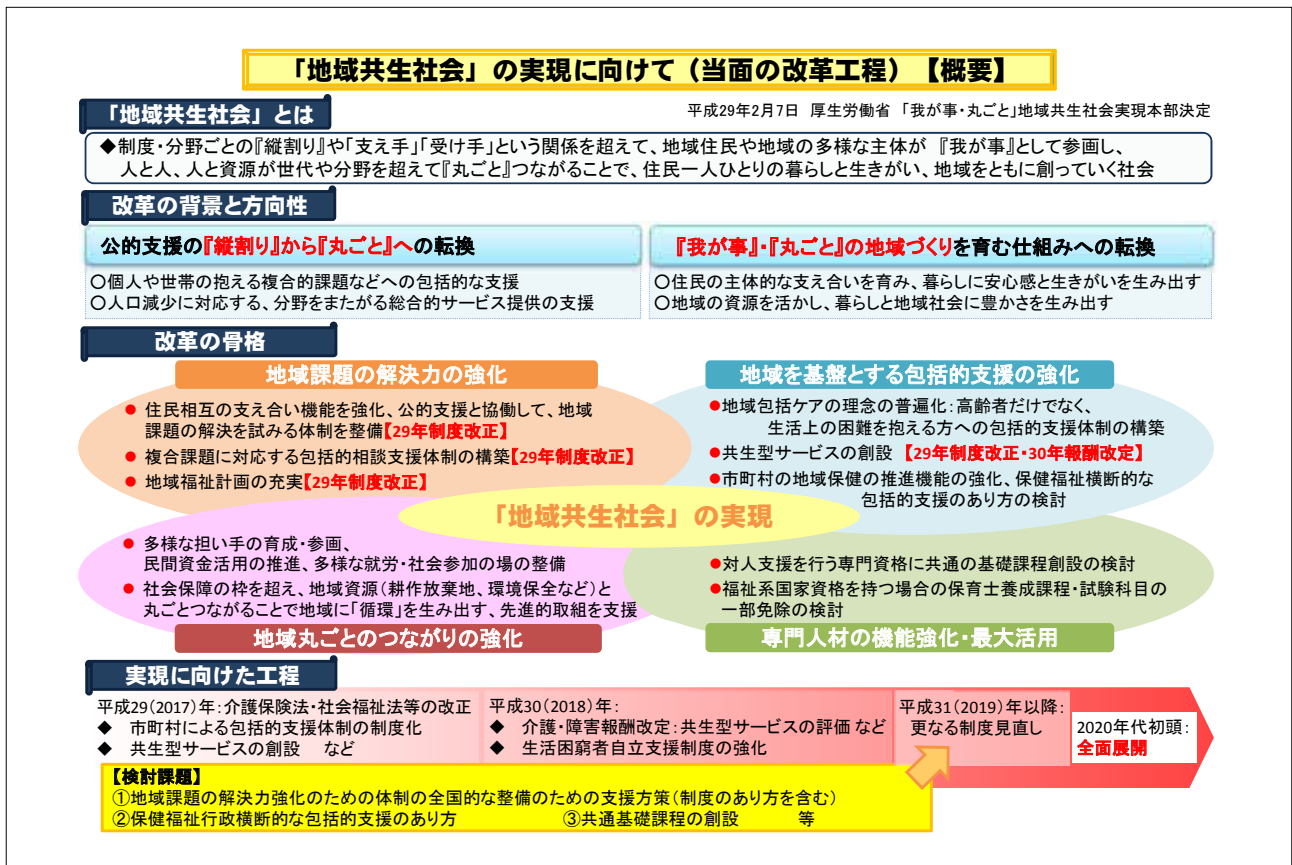 「地域共生社会」の実現に向けて（当面の改革工程）【概要】
「地域共生社会」とは
平成29年2月7日 厚生労働省 「我が事・丸ごと」地域共生社会実現本部決定
◆制度・分野ごとの『縦割り』や「支え手」「受け手」という関係を超えて、地域住民や地域の多様な主体が 『我が事』として参画し、
人と人、人と資源が世代や分野を超えて『丸ごと』つながることで、住民一人ひとりの暮らしと生きがい、地域をともに創っていく社会
改革の背景と方向性
公的支援の『縦割り』から『丸ごと』への転換
○個人や世帯の抱える複合的課題などへの包括的な支援
○人口減少に対応する、分野をまたがる総合的サービス提供の支援
『我が事』・『丸ごと』の地域づくりを育む仕組みへの転換
○住民の主体的な支え合いを育み、暮らしに安心感と生きがいを生み出す
○地域の資源を活かし、暮らしと地域社会に豊かさを生み出す
改革の骨格
地域課題の解決力の強化
● 住民相互の支え合い機能を強化、公的支援と協働して、地域
課題の解決を試みる体制を整備【29年制度改正】
● 複合課題に対応する包括的相談支援体制の構築【29年制度改正】
● 地域福祉計画の充実【29年制度改正】
地域を基盤とする包括的支援の強化
●地域包括ケアの理念の普遍化：高齢者だけでなく、
生活上の困難を抱える方への包括的支援体制の構築
●共生型サービスの創設 【29年制度改正・30年報酬改定】
●市町村の地域保健の推進機能の強化、保健福祉横断的な
包括的支援のあり方の検討
「地域共生社会」の実現
● 多様な担い手の育成・参画、
民間資金活用の推進、多様な就労・社会参加の場の整備
● 社会保障の枠を超え、地域資源（耕作放棄地、環境保全など）と
丸ごとつながることで地域に「循環」を生み出す、先進的取組を支援
地域丸ごとのつながりの強化
●対人支援を行う専門資格に共通の基礎課程創設の検討
●福祉系国家資格を持つ場合の保育士養成課程・試験科目の
一部免除の検討
専門人材の機能強化・最大活用
実現に向けた工程
平成29（2017）年：介護保険法・社会福祉法等の改正
◆ 市町村による包括的支援体制の制度化
◆ 共生型サービスの創設 など
平成30（2018）年：
◆ 介護・障害報酬改定：共生型サービスの評価 など
◆ 生活困窮者自立支援制度の強化
平成31（2019）年以降：
更なる制度見直し
2020年代初頭：
全面展開
【検討課題】
①地域課題の解決力強化のための体制の全国的な整備のための支援方策（制度のあり方を含む）
②保健福祉行政横断的な包括的支援のあり方 ③共通基礎課程の創設 等